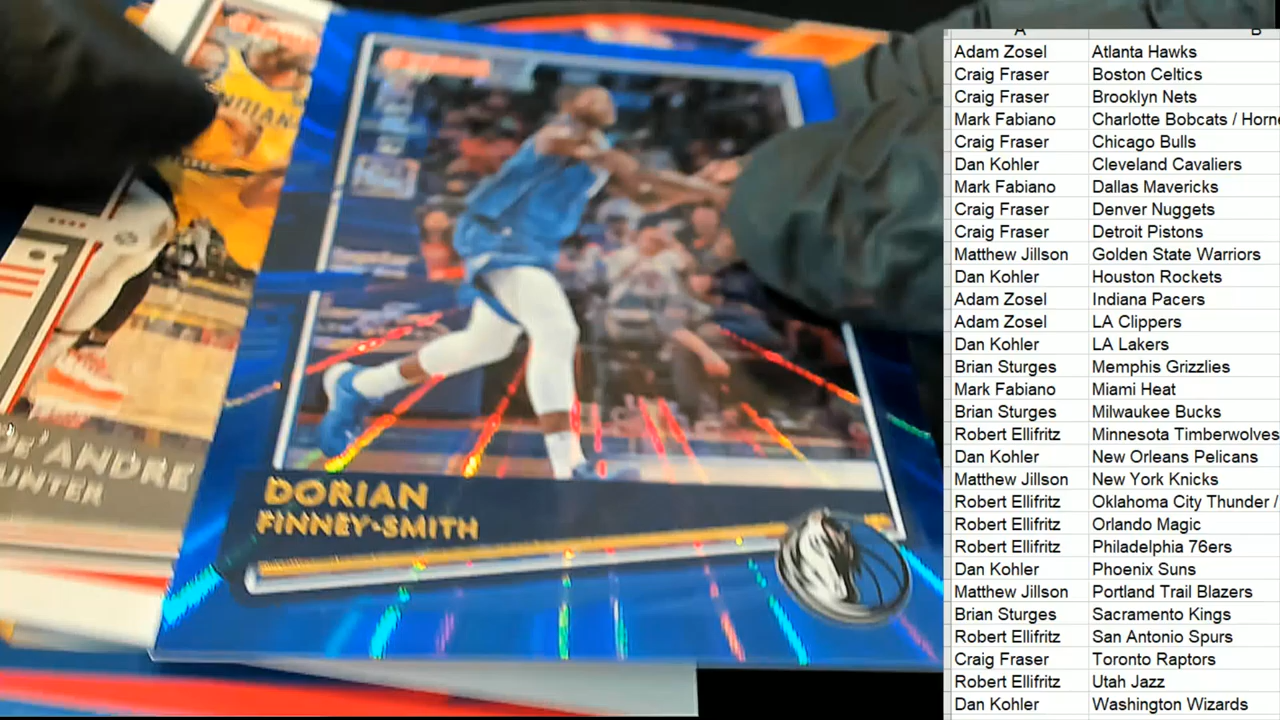 DORIAN
FINNEY-SMITH
DE'ANDRE
UNTER
A B
Adam Zosel Atlanta Hawks
Craig Fraser Boston Celtics
Craig Fraser Brooklyn Nets
Mark Fabiano Charlotte Bobcats / Horne
Craig Fraser Chicago Bulls
Dan Kohler Cleveland Cavaliers
Mark Fabiano Dallas Mavericks
Craig Fraser Denver Nuggets
Craig Fraser Detroit Pistons
Matthew Jillson Golden State Warriors
Dan Kohler Houston Rockets
Adam Zosel Indiana Pacers
Adam Zosel LA Clippers
Dan Kohler LA Lakers
Brian Sturges Memphis Grizzlies
Mark Fabiano Miami Heat
Brian Sturges Milwaukee Bucks
Robert Ellifritz Minnesota Timberwolves
Dan Kohler New Orleans Pelicans
Matthew Jillson New York Knicks
Robert Ellifritz Oklahoma City Thunder /
Robert Ellifritz Orlando Magic
Robert Ellifritz Philadelphia 76ers
Dan Kohler Phoenix Suns
Matthew Jillson Portland Trail Blazers
Brian Sturges Sacramento Kings
Robert Ellifritz San Antonio Spurs
Craig Fraser Toronto Raptors
Robert Ellifritz Utah Jazz
Dan Kohler Washington Wizards